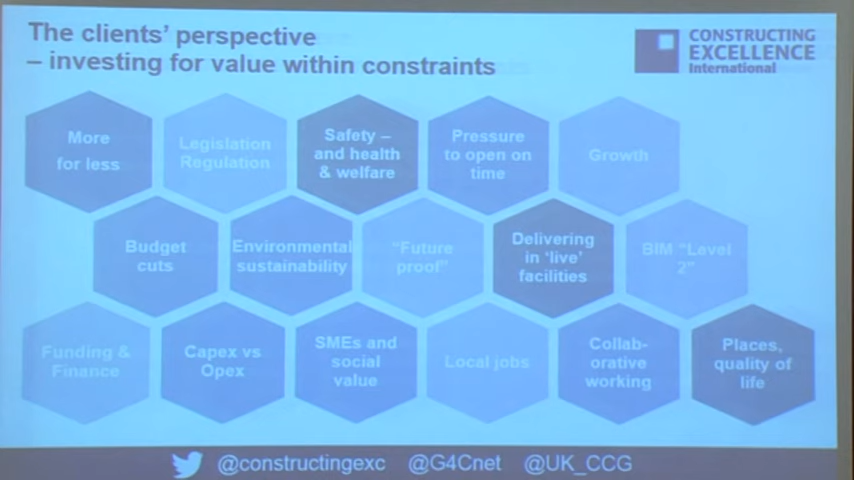 The clients' perspective
– investing for value within constraints
CONSTRUCTING
EXCELLENCE
International
More
for less
Legislation
Regulation
Safety –
and health
& welfare
Pressure
to open on
time
Growth
Budget
cuts
Environmental
sustainability
"Future
proof"
Delivering
in 'live'
facilities
BIM "Level
2"
Funding &
Finance
Capex vs
Opex
SMEs and
social
value
Local jobs
Collab-
orative
working
Places,
quality of
life
@constructingexc @G4Cnet @UK_CCG